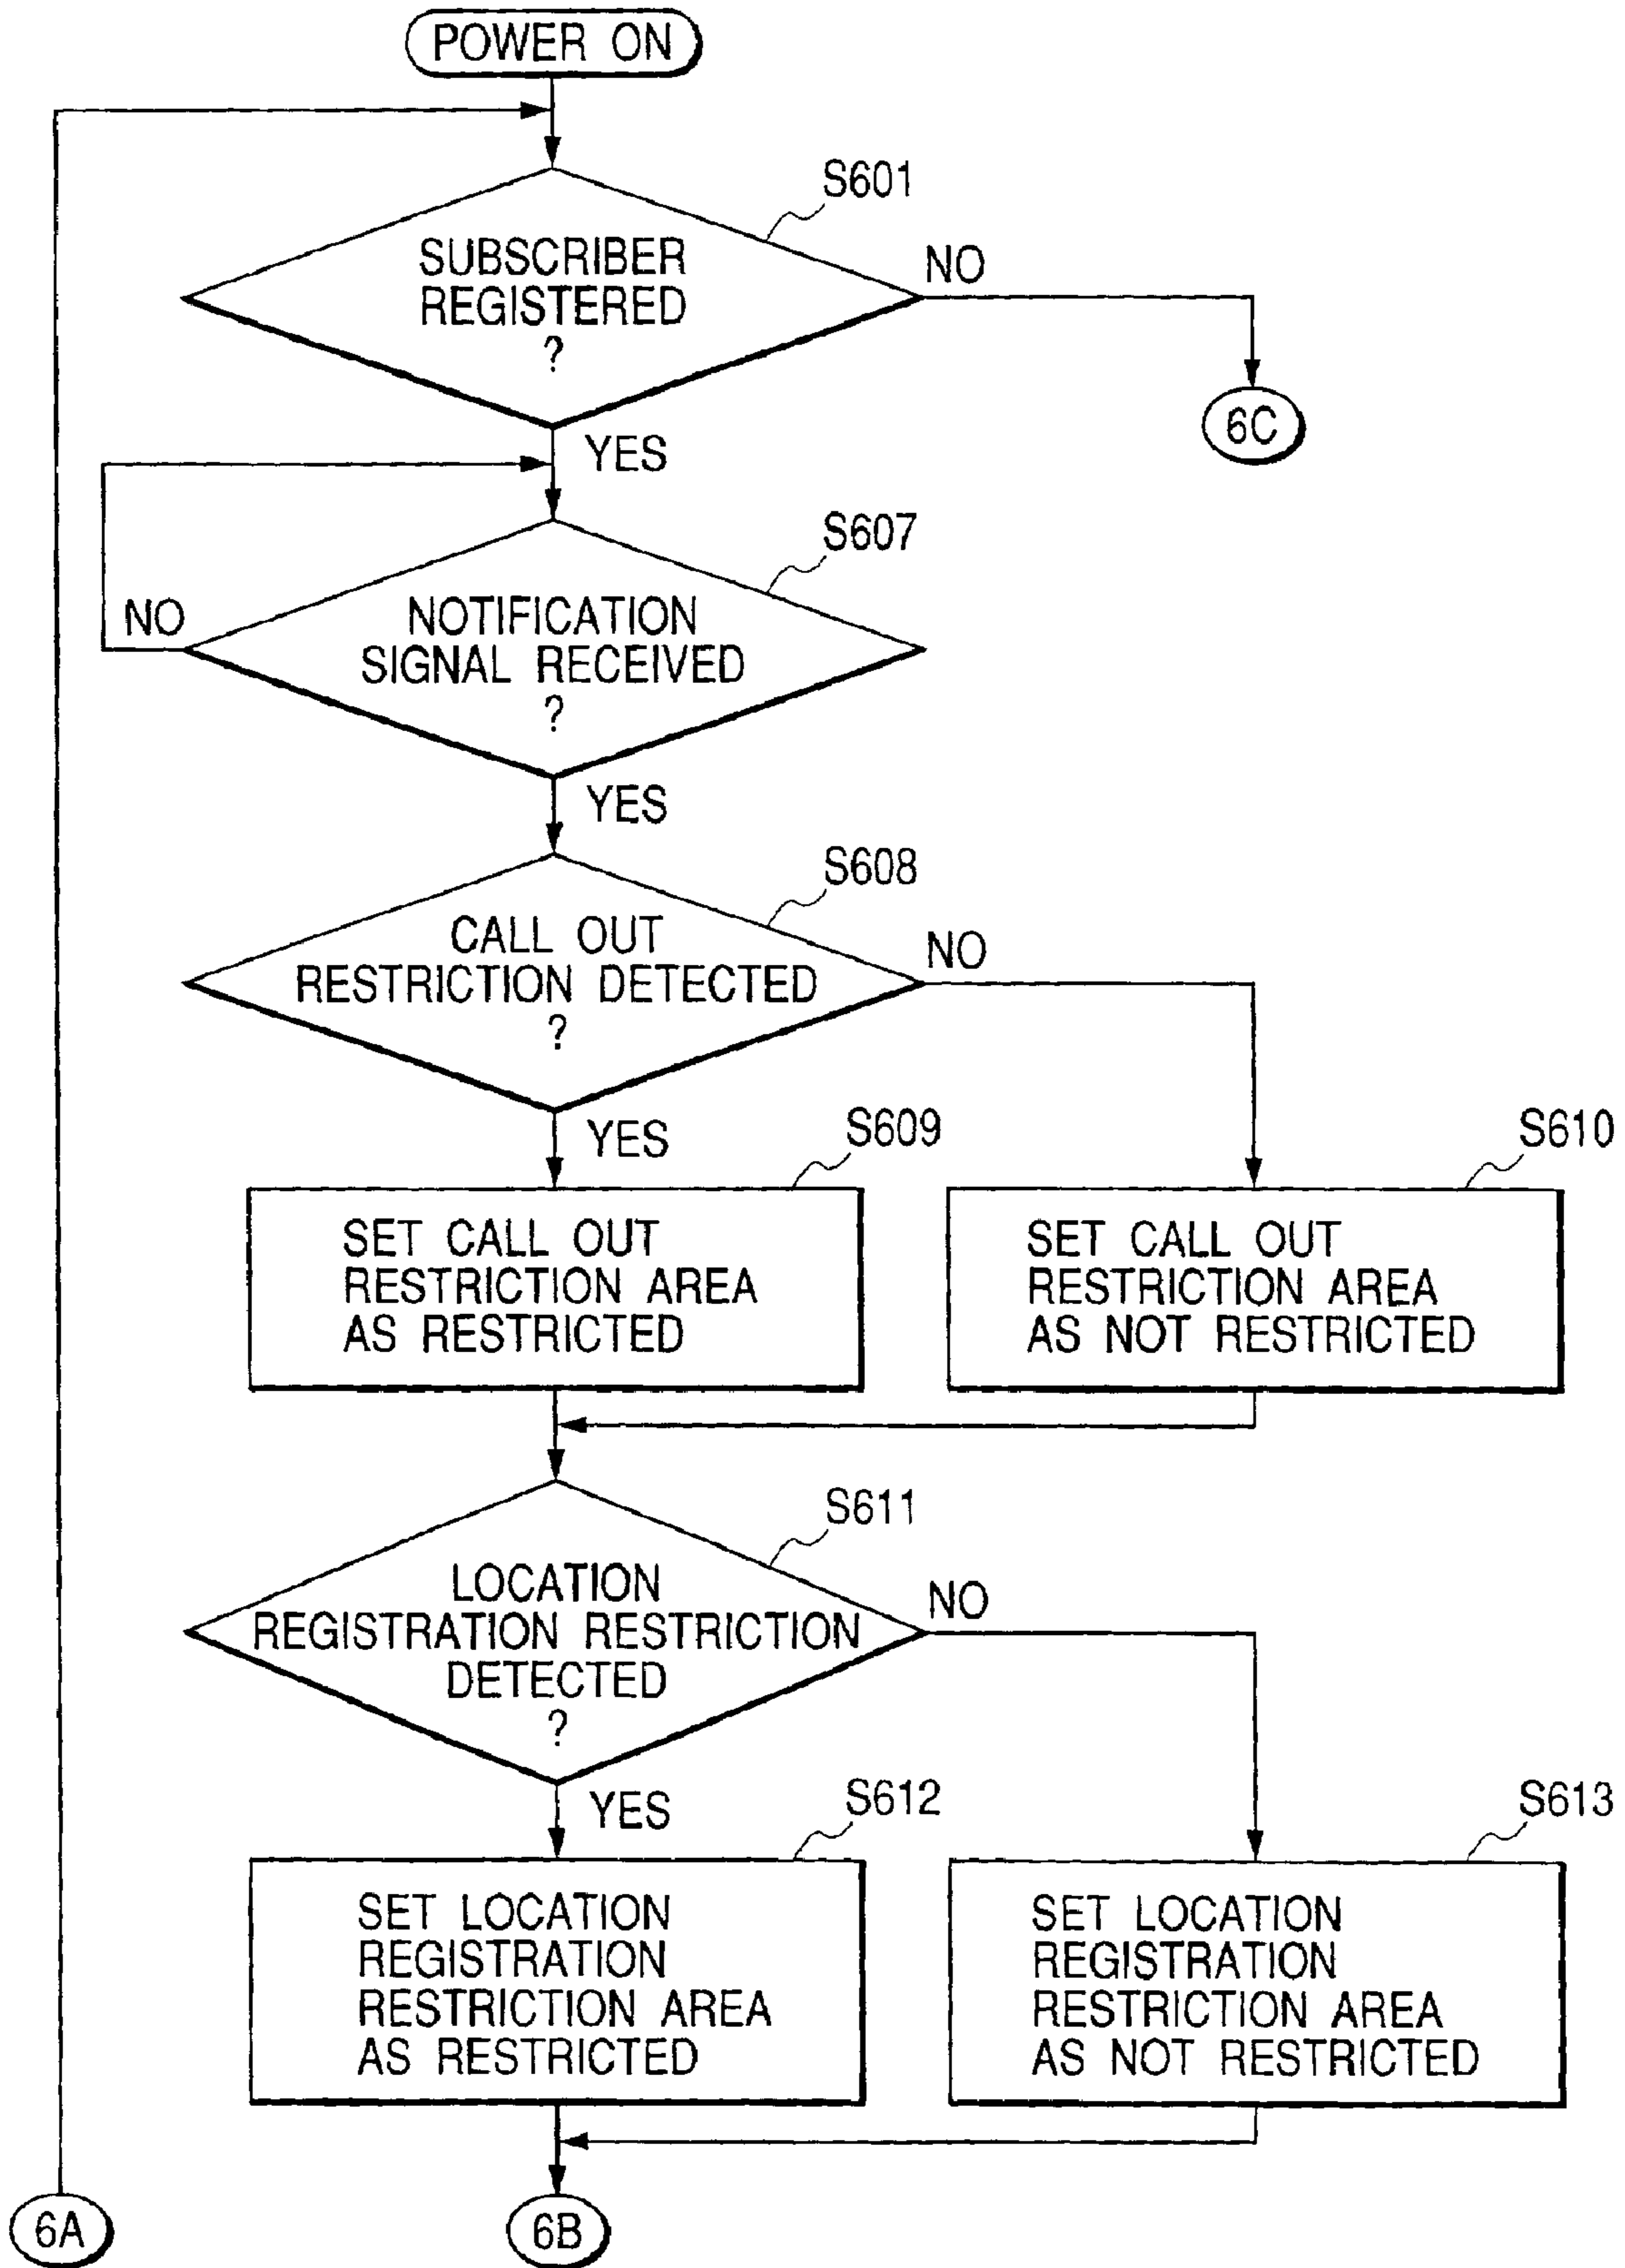 POWER ON
S601
SUBSCRIBER
REGISTERED
?
NO
6C
YES
S607
NOTIFICATION
SIGNAL RECEIVED
?
NO
YES
S608
CALL OUT
RESTRICTION DETECTED
?
NO
YES
S609
SET CALL OUT
RESTRICTION AREA
AS RESTRICTED
S610
SET CALL OUT
RESTRICTION AREA
AS NOT RESTRICTED
S611
LOCATION
REGISTRATION RESTRICTION
DETECTED
?
NO
YES
S612
SET LOCATION
REGISTRATION
RESTRICTION AREA
AS RESTRICTED
S613
SET LOCATION
REGISTRATION
RESTRICTION AREA
AS NOT RESTRICTED
6A
6B